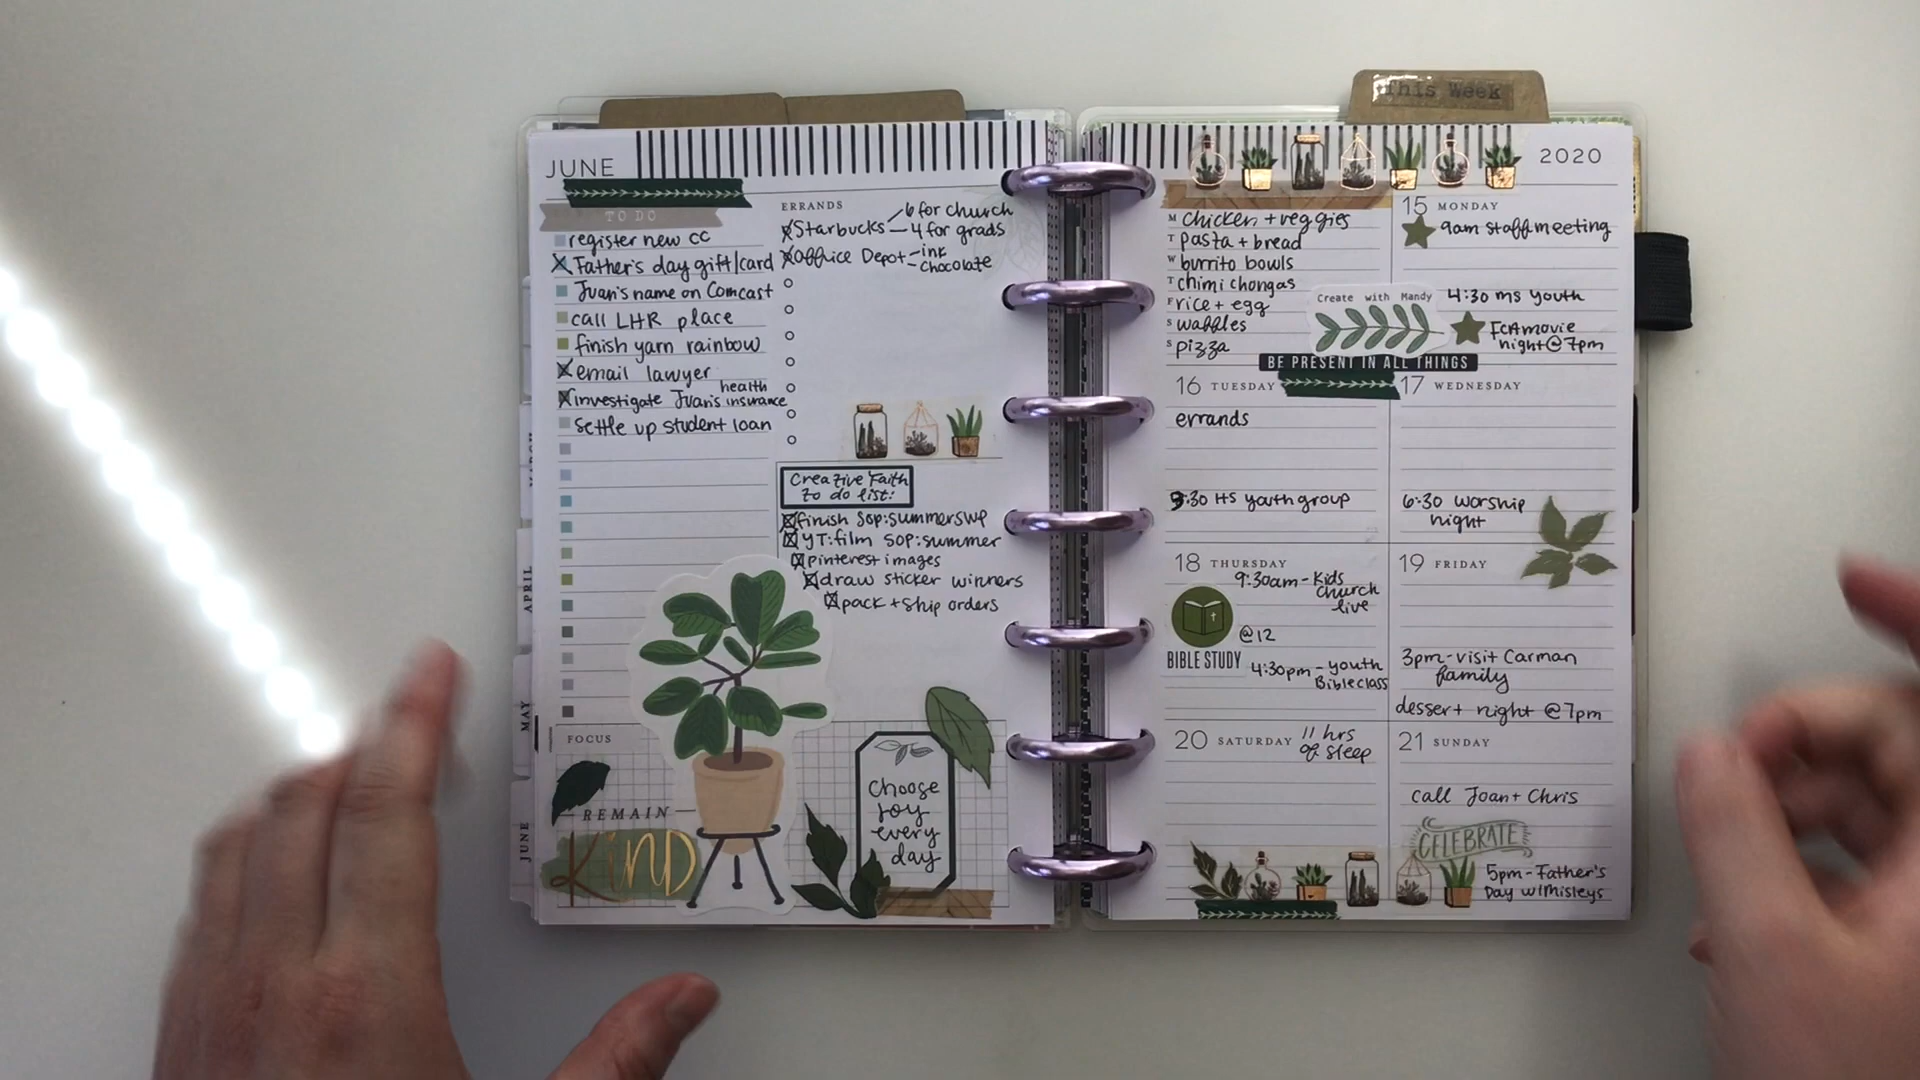 This Week
JUNE
TO DO
register new cc
Father's day gift/card
Juan's name on Comcast
call LHR place
finish yarn rainbow
email lawyer
health
investigate Juan's insurance
settle up student loan
ERRANDS
6 for church
Starbucks - 4 for grads
Office Depot - ink
chocolate
Creative Faith
to do list:
finish SOP: summer SWP
YT: film SOP: summer
pinterest images
draw sticker winners
pack + ship orders
FOCUS
REMAIN
KIND
Choose
joy
every
day
MARCH
APRIL
MAY
JUNE
2020
M chicken + veggies
T pasta + bread
W burrito bowls
T chimi chongas
F rice + egg
S waffles
S pizza
Create with Mandy
BE PRESENT IN ALL THINGS
15 MONDAY
9am staff meeting
4:30 ms youth
FCA movie
night @ 7pm
16 TUESDAY
errands
:30 HS youth group
17 WEDNESDAY
6:30 worship
night
18 THURSDAY
9:30am - Kids
church
live
@12
BIBLE STUDY
4:30pm - youth
Bible class
19 FRIDAY
3pm - visit Carman
family
dessert night @ 7pm
20 SATURDAY
11 hrs
of sleep
21 SUNDAY
call Joan + Chris
CELEBRATE
5pm - Father's
Day w/ Misleys